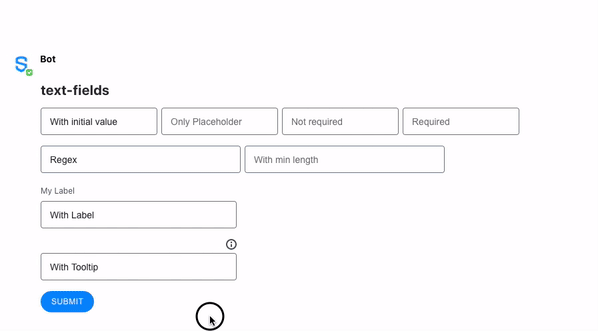 Bot
text-fields
With initial value Only Placeholder Not required Required
Regex With min length
My Label
With Label
With Tooltip
SUBMIT